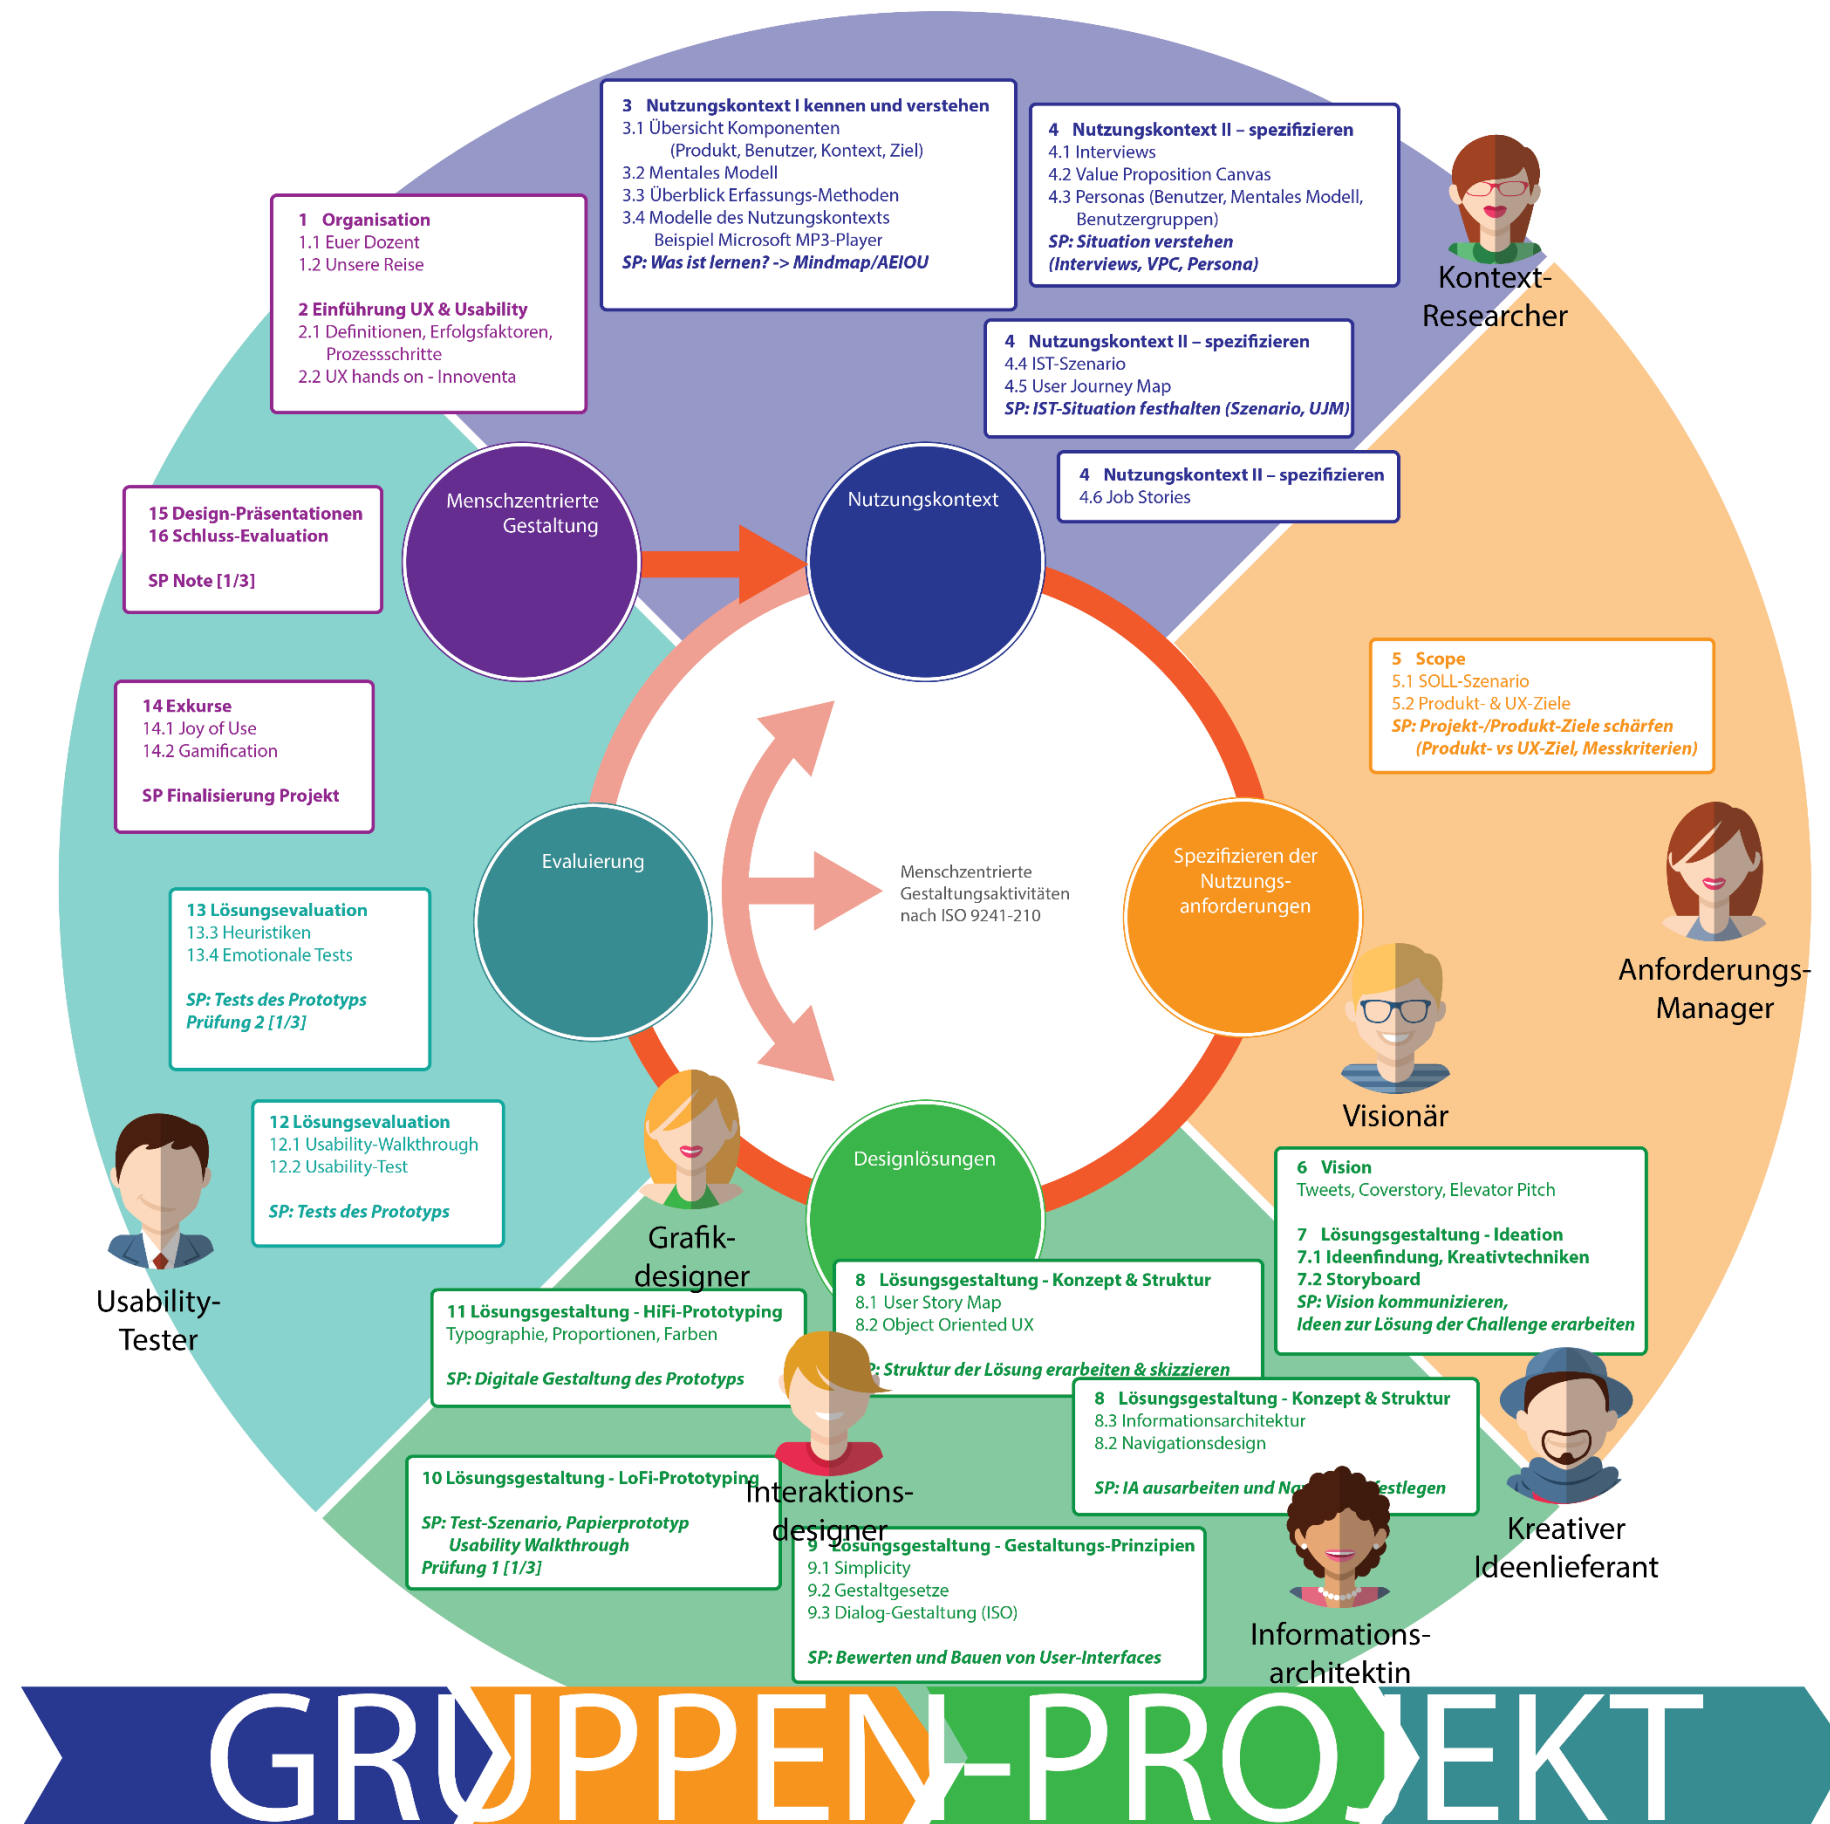 3 Nutzungskontext I kennen und verstehen
3.1 Übersicht Komponenten
(Produkt, Benutzer, Kontext, Ziel)
3.2 Mentales Modell
3.3 Überblick Erfassungs-Methoden
3.4 Modelle des Nutzungskontexts
Beispiel Microsoft MP3-Player
SP: Was ist lernen? -> Mindmap/AEIOU
4 Nutzungskontext II – spezifizieren
4.1 Interviews
4.2 Value Proposition Canvas
4.3 Personas (Benutzer, Mentales Modell,
Benutzergruppen)
SP: Situation verstehen
(Interviews, VPC, Persona)
Kontext-
Researcher
1 Organisation
1.1 Euer Dozent
1.2 Unsere Reise
2 Einführung UX & Usability
2.1 Definitionen, Erfolgsfaktoren,
Prozessschritte
2.2 UX hands on - Innoventa
4 Nutzungskontext II – spezifizieren
4.4 IST-Szenario
4.5 User Journey Map
SP: IST-Situation festhalten (Szenario, UJM)
4 Nutzungskontext II – spezifizieren
4.6 Job Stories
Menschzentrierte
Gestaltung
Nutzungskontext
15 Design-Präsentationen
16 Schluss-Evaluation
SP Note [1/3]
5 Scope
5.1 SOLL-Szenario
5.2 Produkt- & UX-Ziele
SP: Projekt-/Produkt-Ziele schärfen
(Produkt- vs UX-Ziel, Messkriterien)
14 Exkurse
14.1 Joy of Use
14.2 Gamification
SP Finalisierung Projekt
Evaluierung
Menschzentrierte
Gestaltungsaktivitäten
nach ISO 9241-210
Spezifizieren der
Nutzungs-
anforderungen
Anforderungs-
Manager
13 Lösungsevaluation
13.3 Heuristiken
13.4 Emotionale Tests
SP: Tests des Prototyps
Prüfung 2 [1/3]
Visionär
12 Lösungsevaluation
12.1 Usability-Walkthrough
12.2 Usability-Test
SP: Tests des Prototyps
Usability-
Tester
Grafik-
designer
Designlösungen
6 Vision
Tweets, Coverstory, Elevator Pitch
7 Lösungsgestaltung - Ideation
7.1 Ideenfindung, Kreativtechniken
7.2 Storyboard
SP: Vision kommunizieren,
Ideen zur Lösung der Challenge erarbeiten
8 Lösungsgestaltung - Konzept & Struktur
8.1 User Story Map
8.2 Object Oriented UX
Struktur der Lösung erarbeiten & skizzieren
11 Lösungsgestaltung - HiFi-Prototyping
Typographie, Proportionen, Farben
SP: Digitale Gestaltung des Prototyps
8 Lösungsgestaltung - Konzept & Struktur
8.3 Informationsarchitektur
8.2 Navigationsdesign
SP: IA ausarbeiten und
10 Lösungsgestaltung - LoFi-Prototyping
SP: Test-Szenario, Papierprototyp
Usability Walkthrough
Prüfung 1 [1/3]
Interaktions-
designer
Kreativer
Ideenlieferant
9 Lösungsgestaltung - Gestaltungs-Prinzipien
9.1 Simplicity
9.2 Gestaltgesetze
9.3 Dialog-Gestaltung (ISO)
SP: Bewerten und Bauen von User-Interfaces
Informations-
architektin
GRUPPEN-PROJEKT